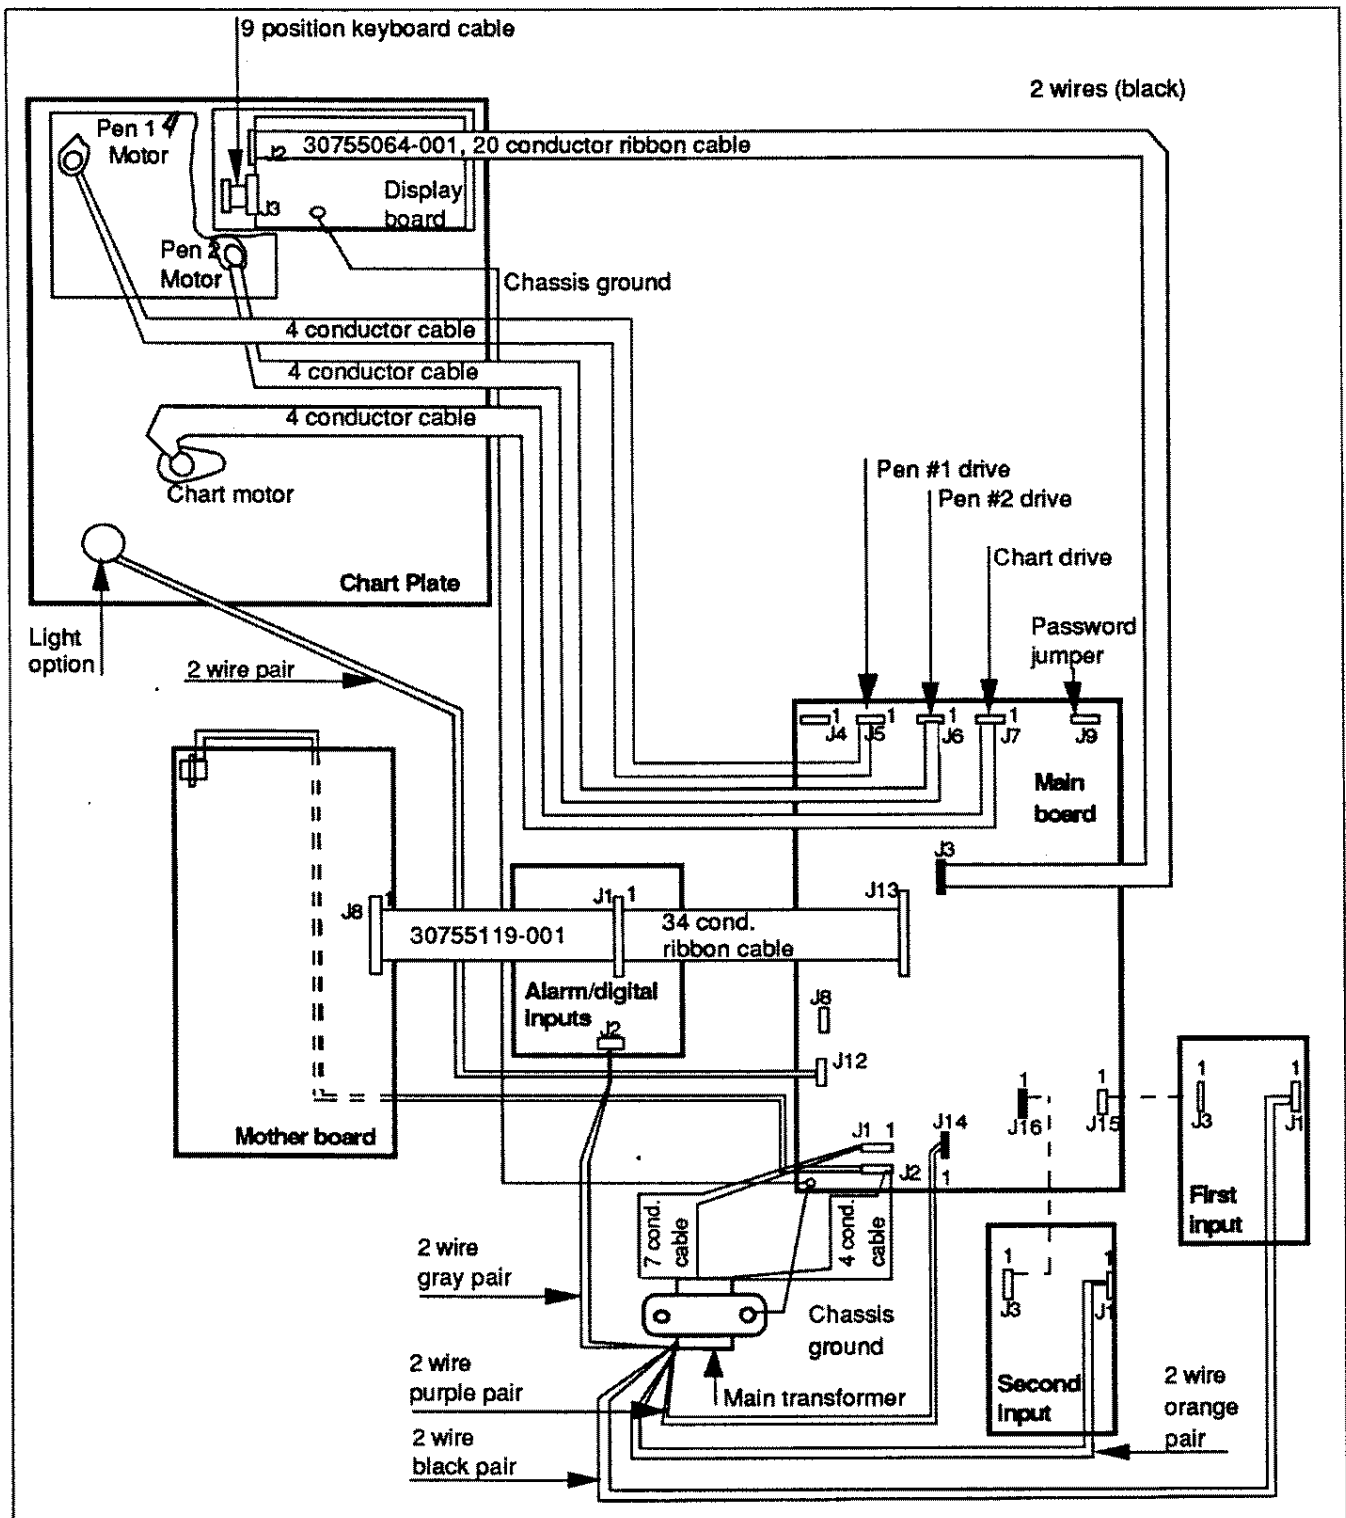 9 position keyboard cable
2 wires (black)
Pen 1
Motor
J2
30755064-001, 20 conductor ribbon cable
Display
board
J3
Pen 2
Motor
Chassis ground
4 conductor cable
4 conductor cable
4 conductor cable
Chart motor
Pen #1 drive
Pen #2 drive
Chart drive
Chart Plate
Light
option
2 wire pair
Password
jumper
1
J4
1
J5
1
J6
1
J7
J9
Main
board
J3
J8
1
30755119-001
J1
1
34 cond.
ribbon cable
J13
Alarm/digital
inputs
J2
J8
J12
Mother board
1
J16
1
J15
1
J3
1
J1
First
input
J1 1
J2
J14
1
7 cond.
cable
4 cond.
cable
2 wire
gray pair
Chassis
ground
1
J3
1
J1
Second
input
2 wire
purple pair
Main transformer
2 wire
orange
pair
2 wire
black pair